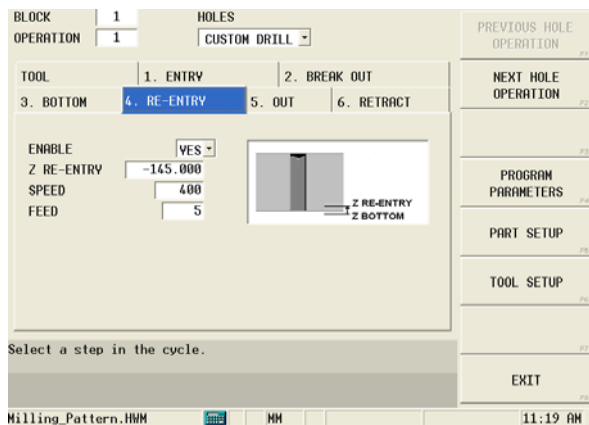 BLOCK 1 HOLES
OPERATION 1 CUSTOM DRILL
TOOL 1. ENTRY 2. BREAK OUT
3. BOTTOM 4. RE-ENTRY 5. OUT 6. RETRACT
ENABLE YES
Z RE-ENTRY -145.000
SPEED 400
FEED 5
Z RE-ENTRY
Z BOTTOM
Select a step in the cycle.
PREVIOUS HOLE
OPERATION
F1
NEXT HOLE
OPERATION
F2
F3
PROGRAM
PARAMETERS
F4
PART SETUP
F5
TOOL SETUP
F6
F7
EXIT
F8
Milling_Pattern.HWM MM 11:19 AM